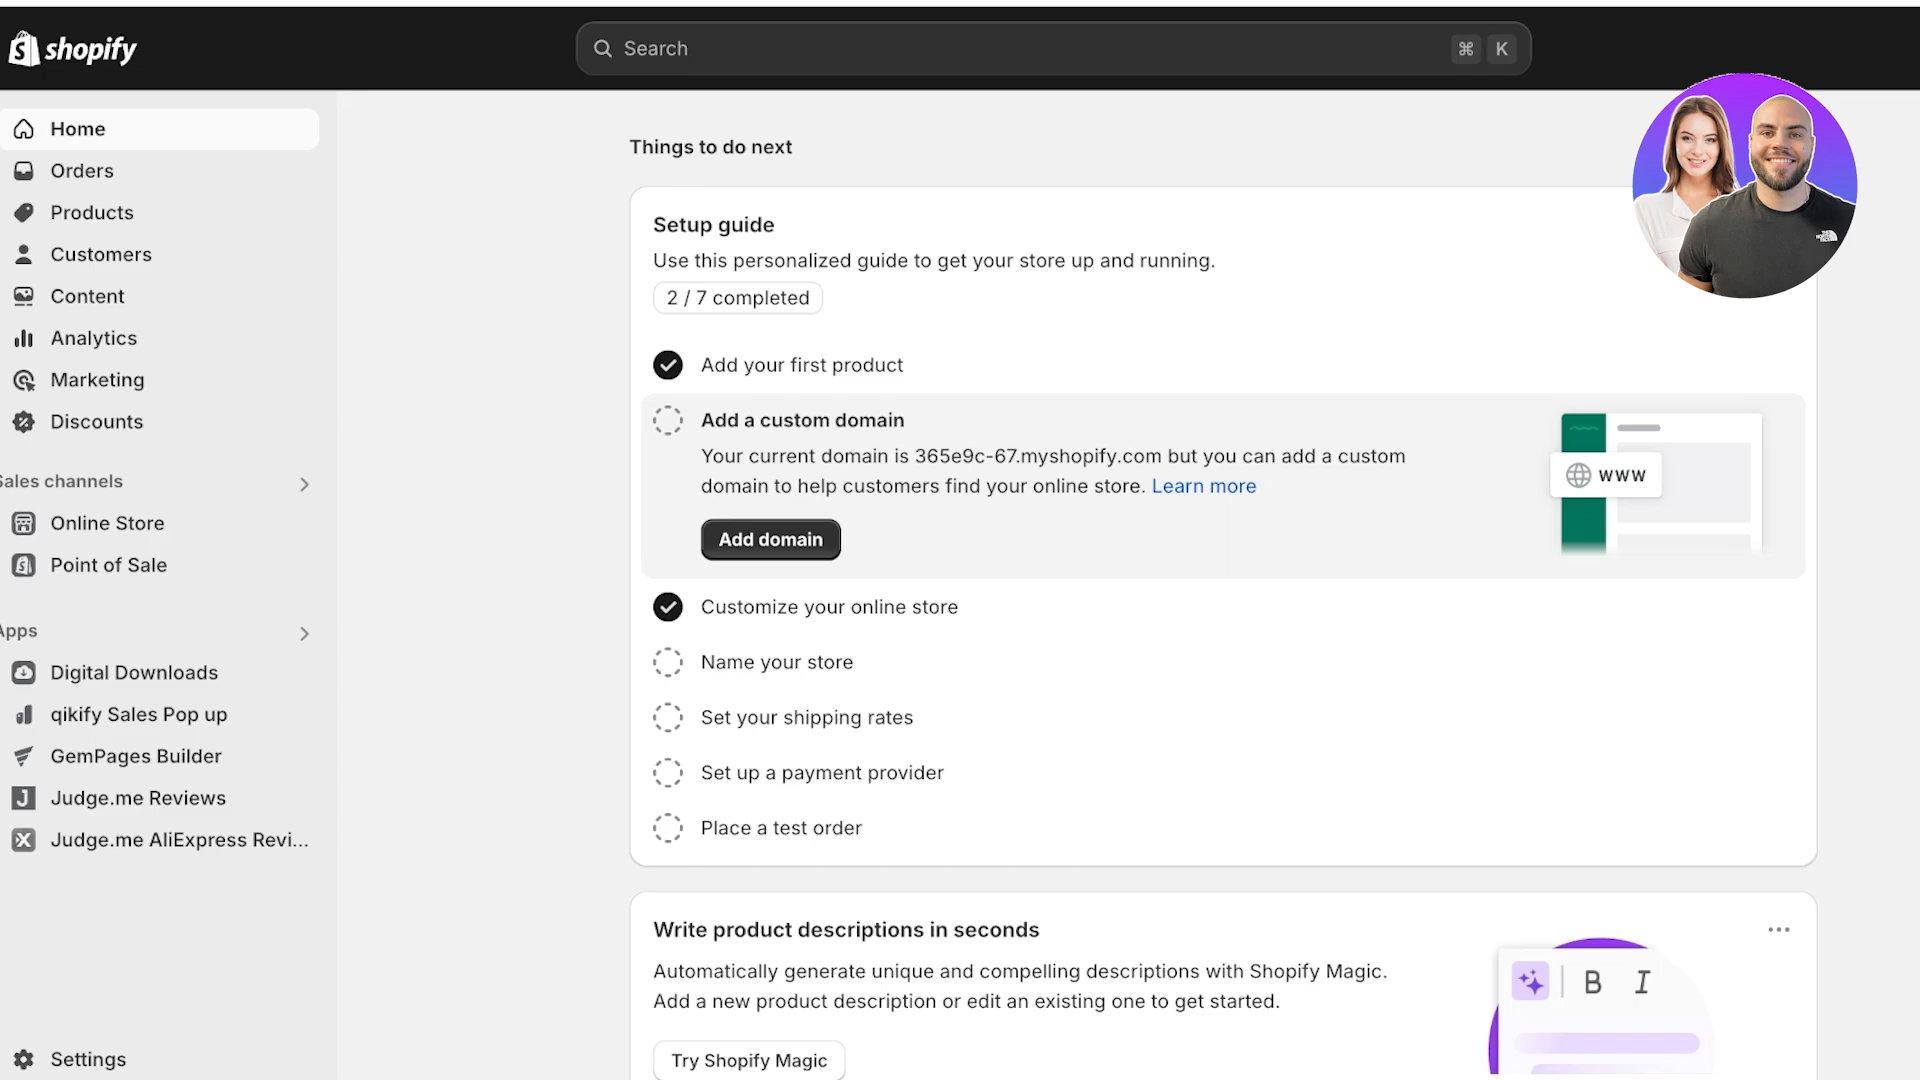 shopify
Search
⌘ K
Home
Orders
Products
Customers
Content
Analytics
Marketing
Discounts
Sales channels
Online Store
Point of Sale
Apps
Digital Downloads
qikify Sales Pop up
GemPages Builder
Judge.me Reviews
Judge.me AliExpress Revi...
Settings
Things to do next
Setup guide
Use this personalized guide to get your store up and running.
2 / 7 completed
Add your first product
Add a custom domain
Your current domain is 365e9c-67.myshopify.com but you can add a custom
domain to help customers find your online store. Learn more
Add domain
www
Customize your online store
Name your store
Set your shipping rates
Set up a payment provider
Place a test order
Write product descriptions in seconds
Automatically generate unique and compelling descriptions with Shopify Magic.
Add a new product description or edit an existing one to get started.
Try Shopify Magic
B I
THE
NORTH
FACE